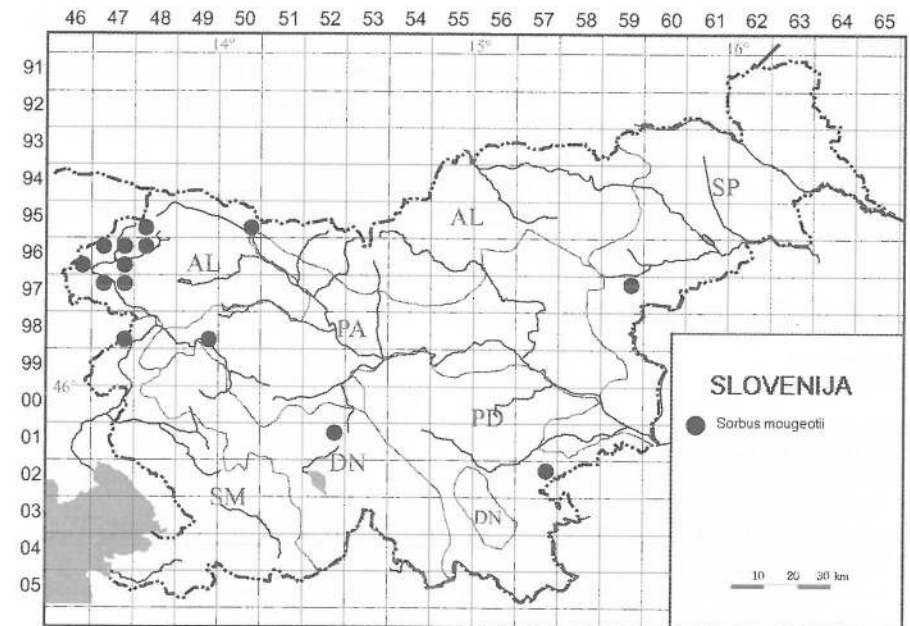 46 47 48 49 50 51 52 53 54 55 56 57 58 59 60 61 62 63 64 65
14° 15° 16°
91
92
93
94
SP
95
AL
96
AL
97
98
PA
99
46°
SLOVENIJA
00
Sorbus mougeotii
PD
01
DN
02
SM
03
DN
04
05
10 20 30 km